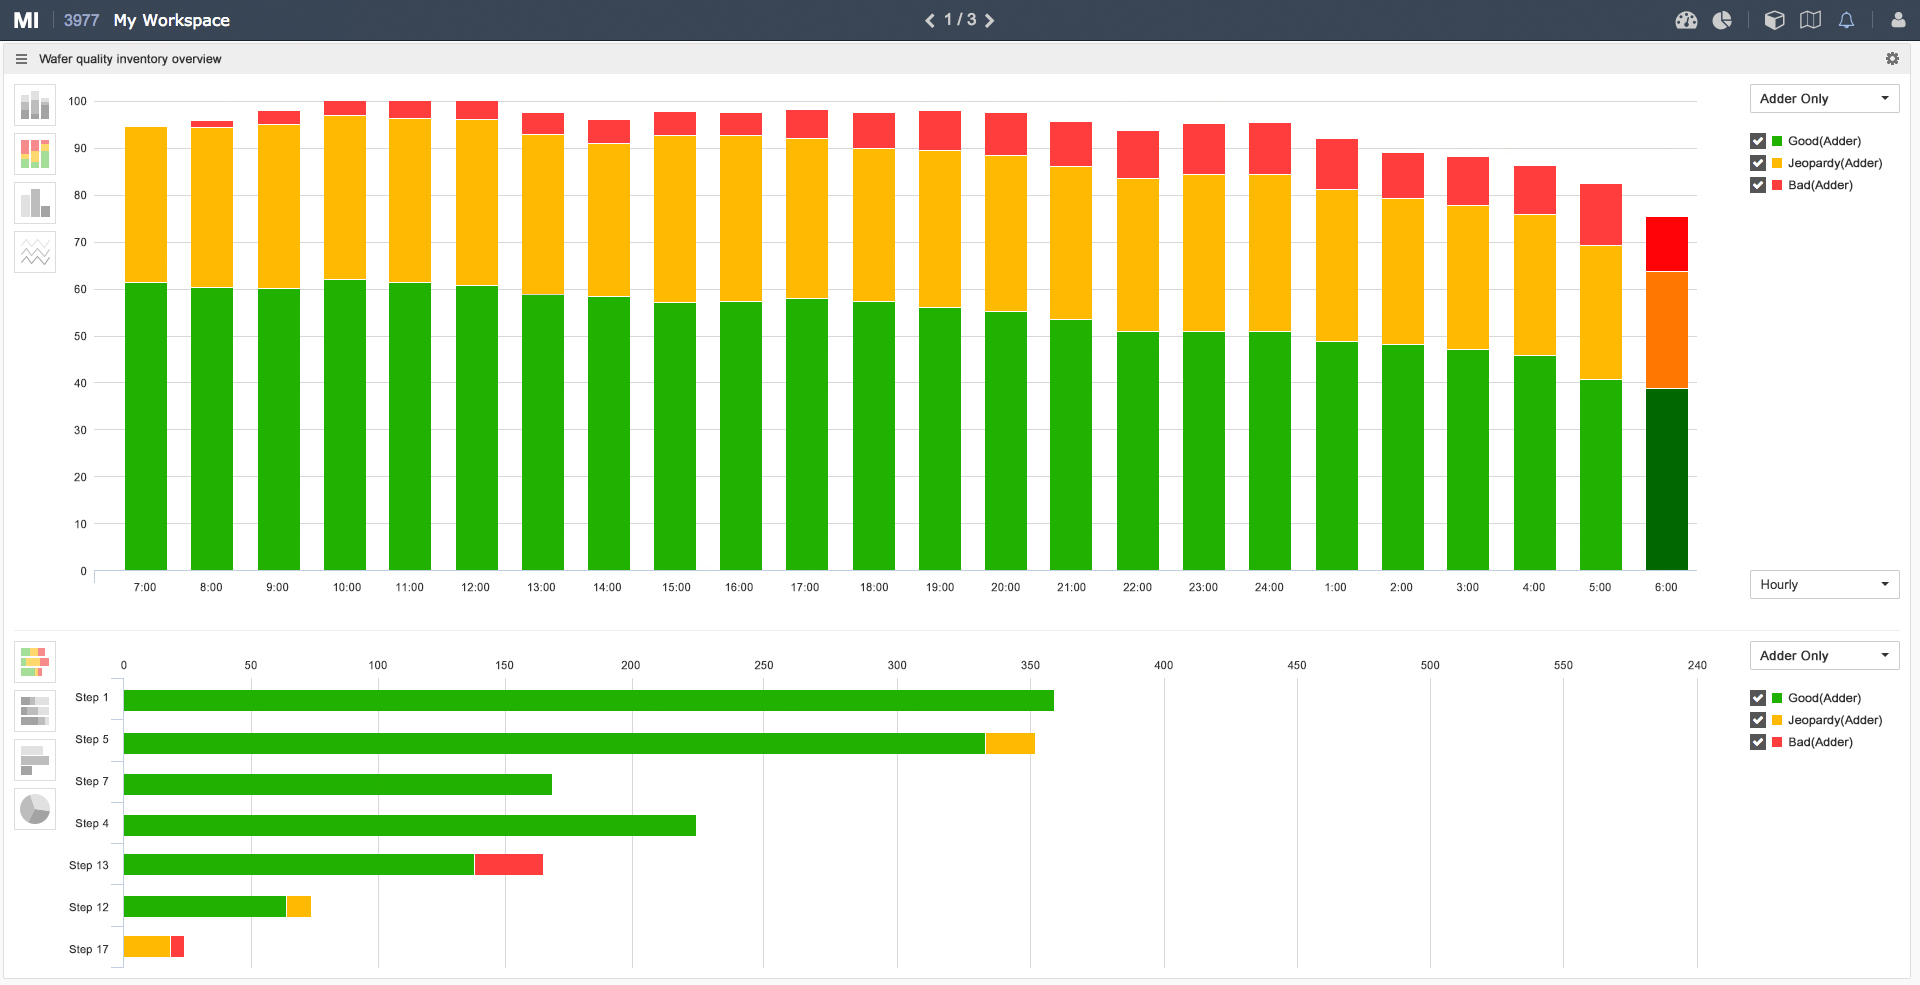 MI 3977 My Workspace 1 / 3
Wafer quality inventory overview
Adder Only
Good(Adder)
Jeopardy(Adder)
Bad(Adder)
100
90
80
70
60
50
40
30
20
10
0
7:00 8:00 9:00 10:00 11:00 12:00 13:00 14:00 15:00 16:00 17:00 18:00 19:00 20:00 21:00 22:00 23:00 24:00 1:00 2:00 3:00 4:00 5:00 6:00
Hourly
0 50 100 150 200 250 300 350 400 450 500 550 240
Adder Only
Good(Adder)
Jeopardy(Adder)
Bad(Adder)
Step 1
Step 5
Step 7
Step 4
Step 13
Step 12
Step 17